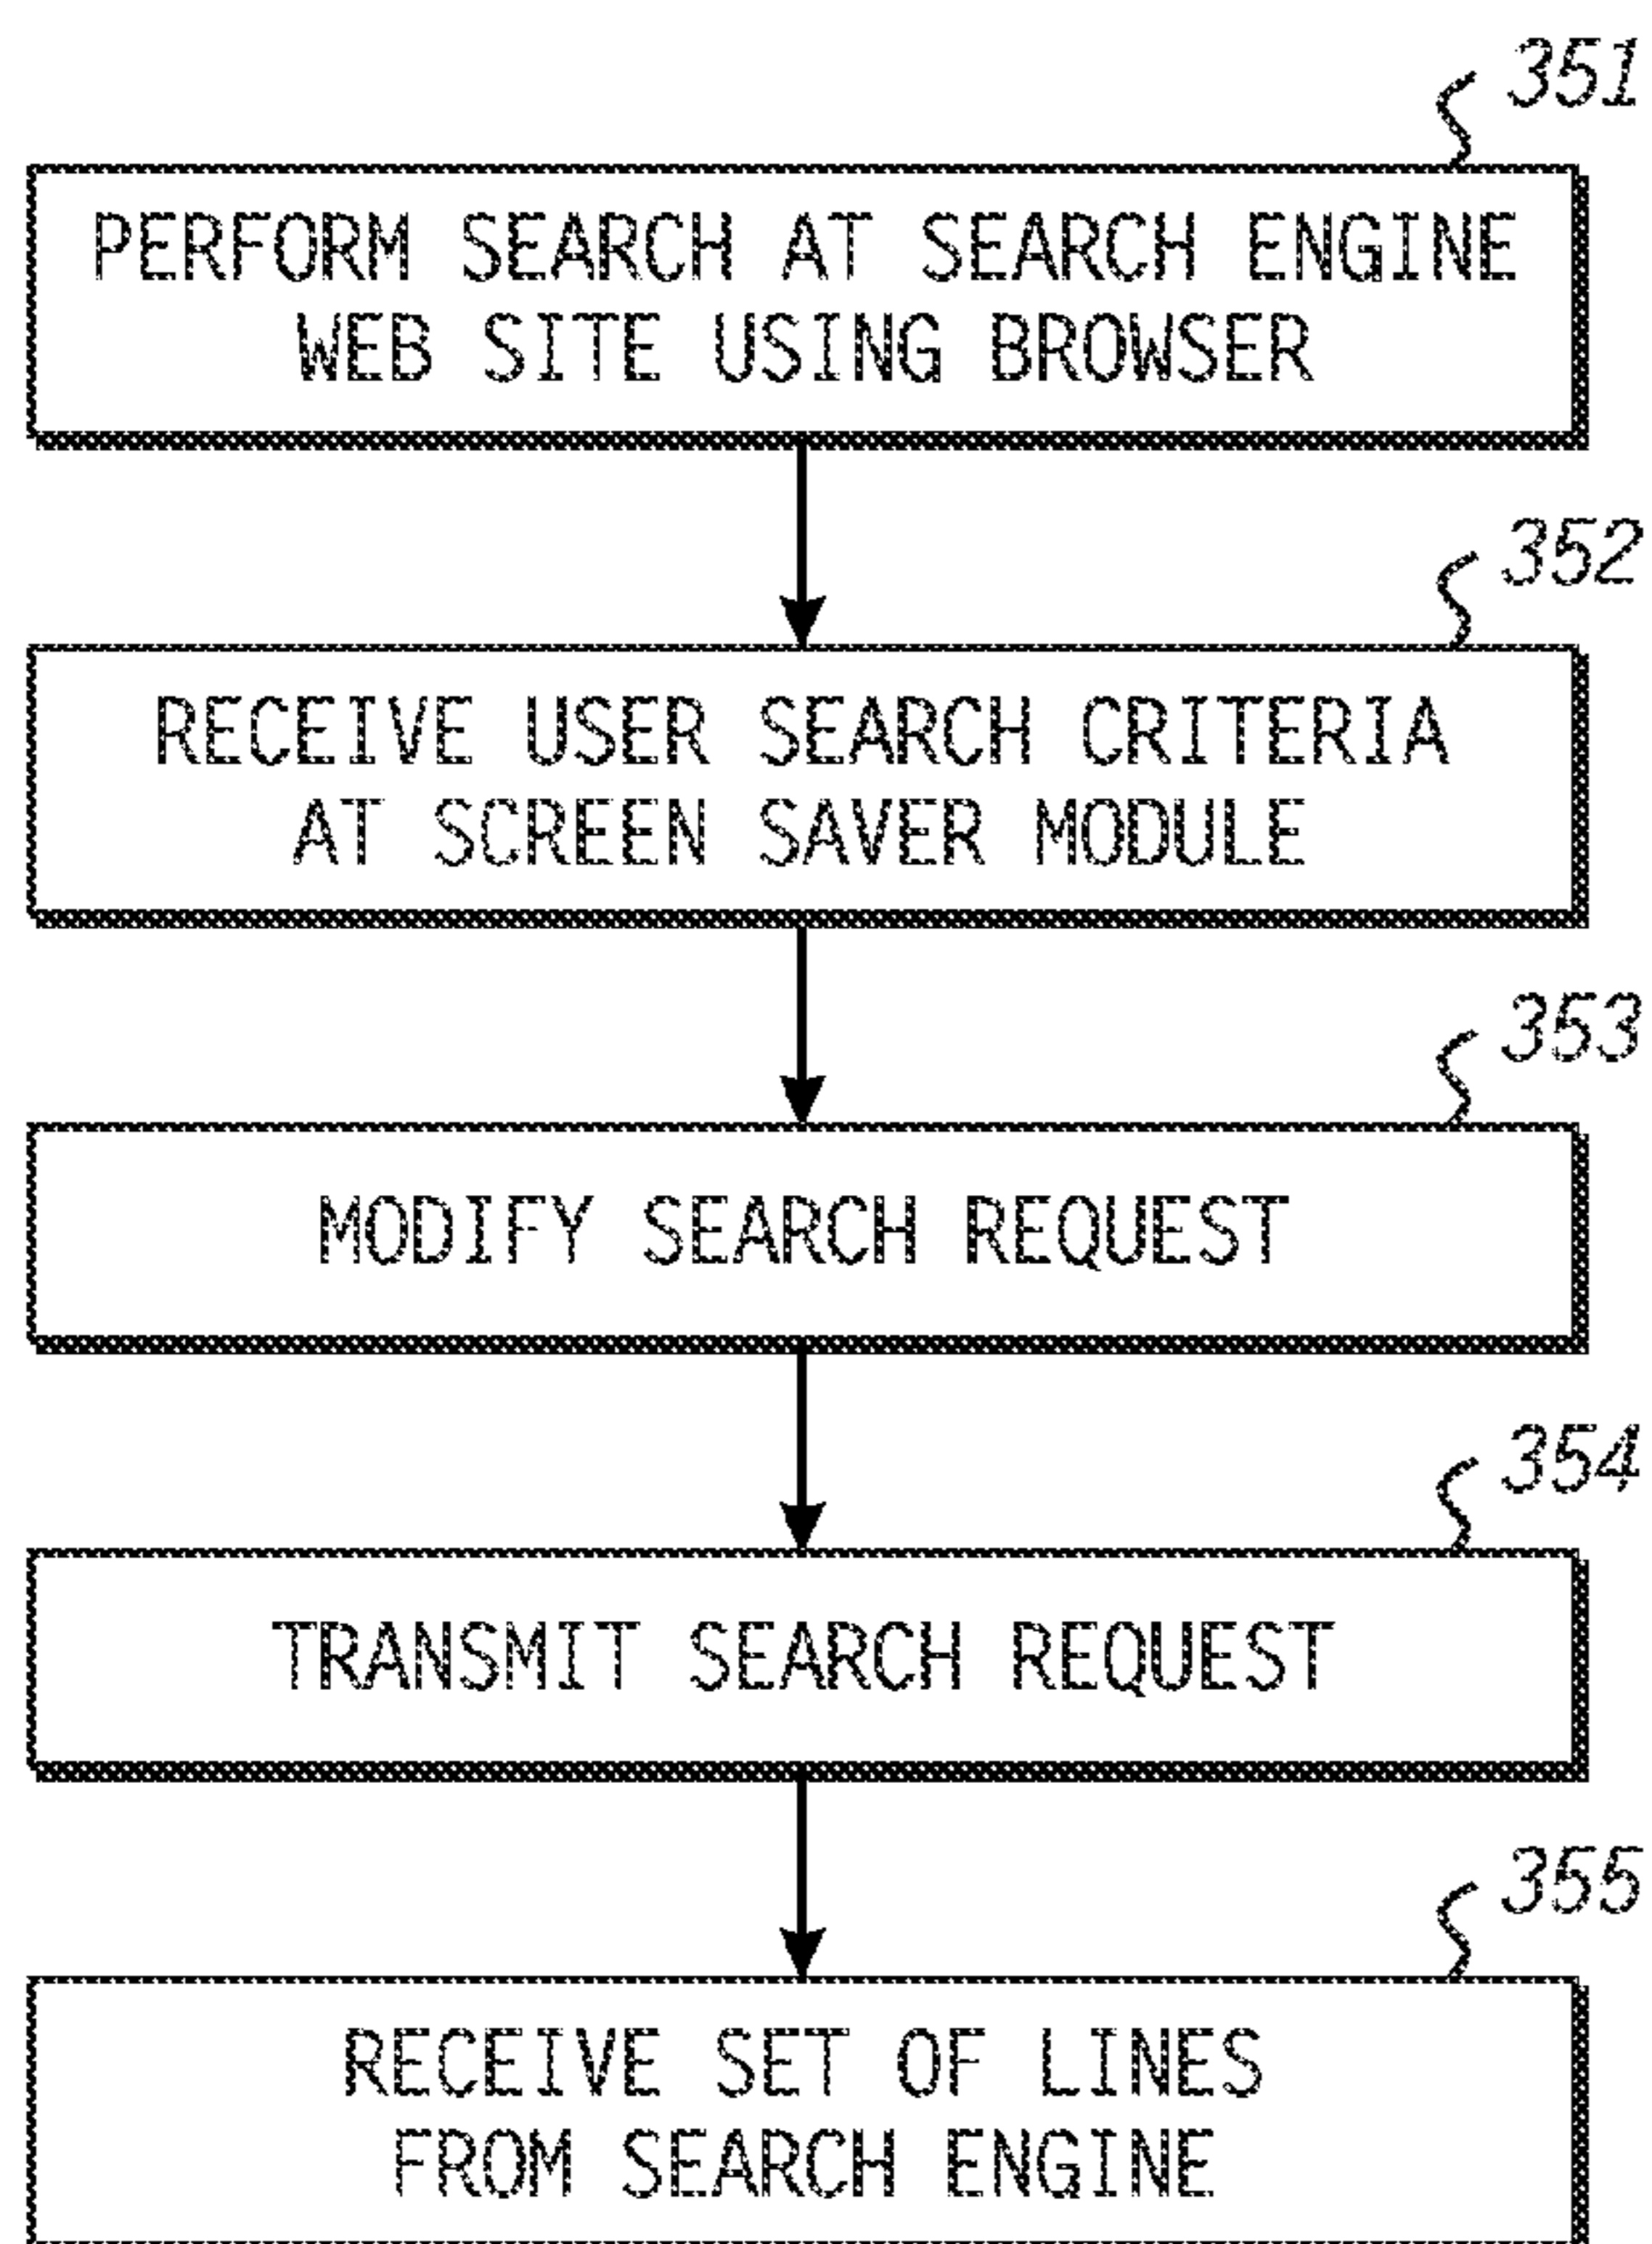 351
PERFORM SEARCH AT SEARCH ENGINE
WEB SITE USING BROWSER
352
RECEIVE USER SEARCH CRITERIA
AT SCREEN SAVER MODULE
353
MODIFY SEARCH REQUEST
354
TRANSMIT SEARCH REQUEST
355
RECEIVE SET OF LINES
FROM SEARCH ENGINE